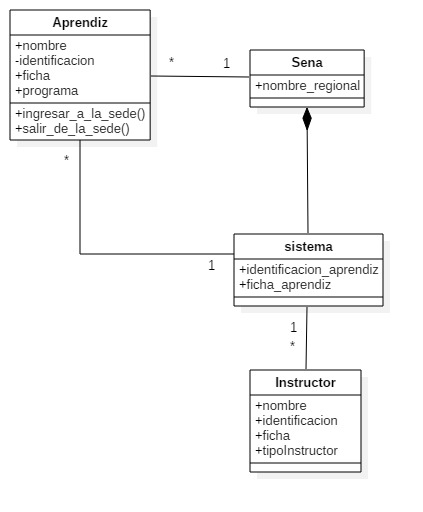 Aprendiz
+nombre
-identificacion
+ficha
+programa
+ingresar_a_la_sede()
+salir_de_la_sede()
*
1
Sena
+nombre_regional
*
1
sistema
+identificacion_aprendiz
+ficha_aprendiz
1
*
Instructor
+nombre
+identificacion
+ficha
+tipoInstructor